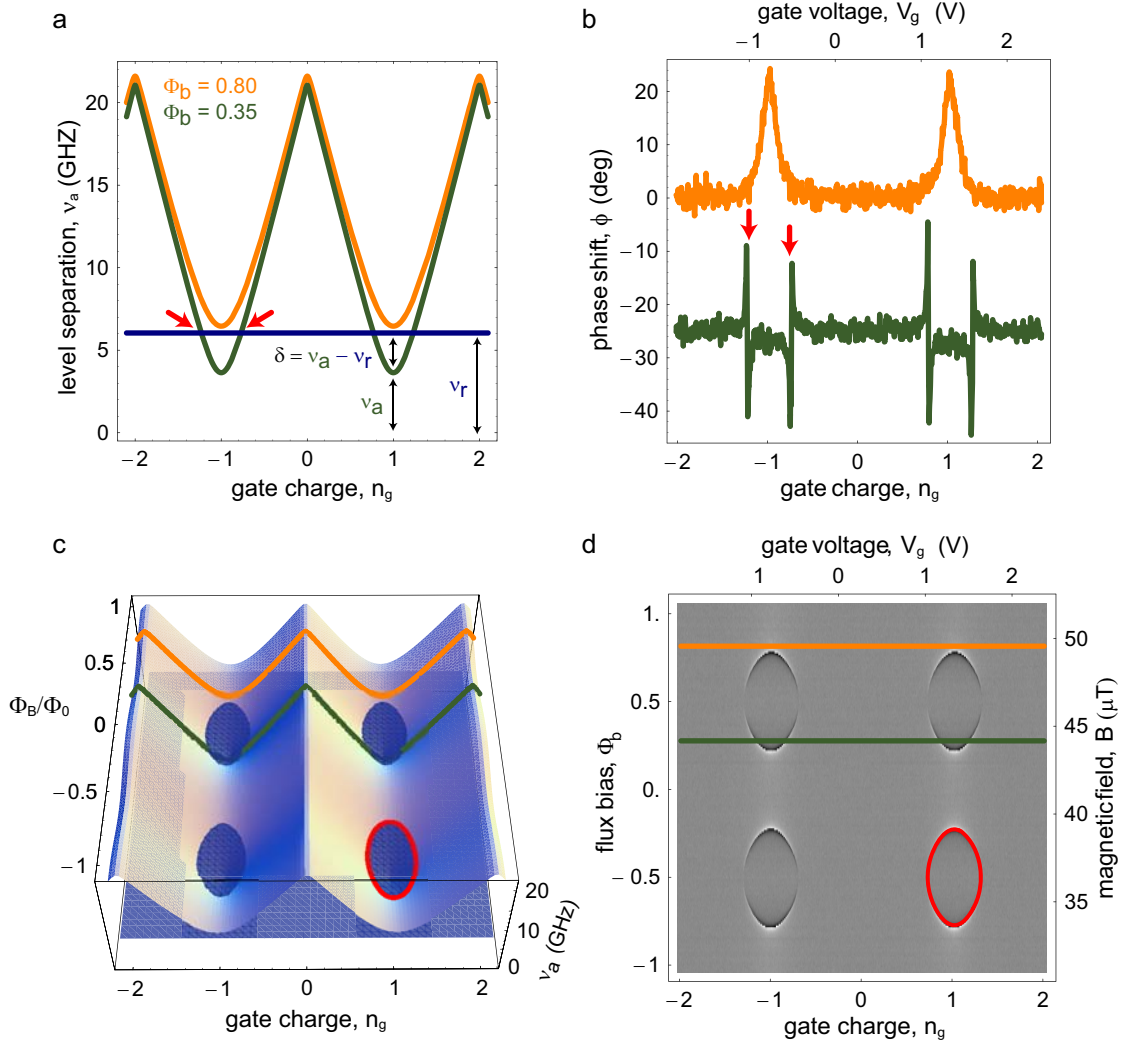 a
Φb = 0.80
Φb = 0.35
level separation, νa (GHZ)
20
15
10
5
0
δ = νa − νr
νa
νr
−2
−1
0
1
2
gate charge, ng
b
gate voltage, Vg (V)
−1
0
1
2
phase shift, ϕ (deg)
20
10
0
−10
−20
−30
−40
−2
−1
0
1
2
gate charge, ng
c
1
0.5
0
−0.5
−1
ΦB/Φ0
20
10
0
νa (GHz)
−2
−1
0
1
2
gate charge, ng
d
gate voltage, Vg (V)
1
0
1
2
flux bias, Φb
1.
0.5
0.
−0.5
−1
50
45
40
35
magneticfield, B (μT)
−2
−1
0
1
2
gate charge, ng